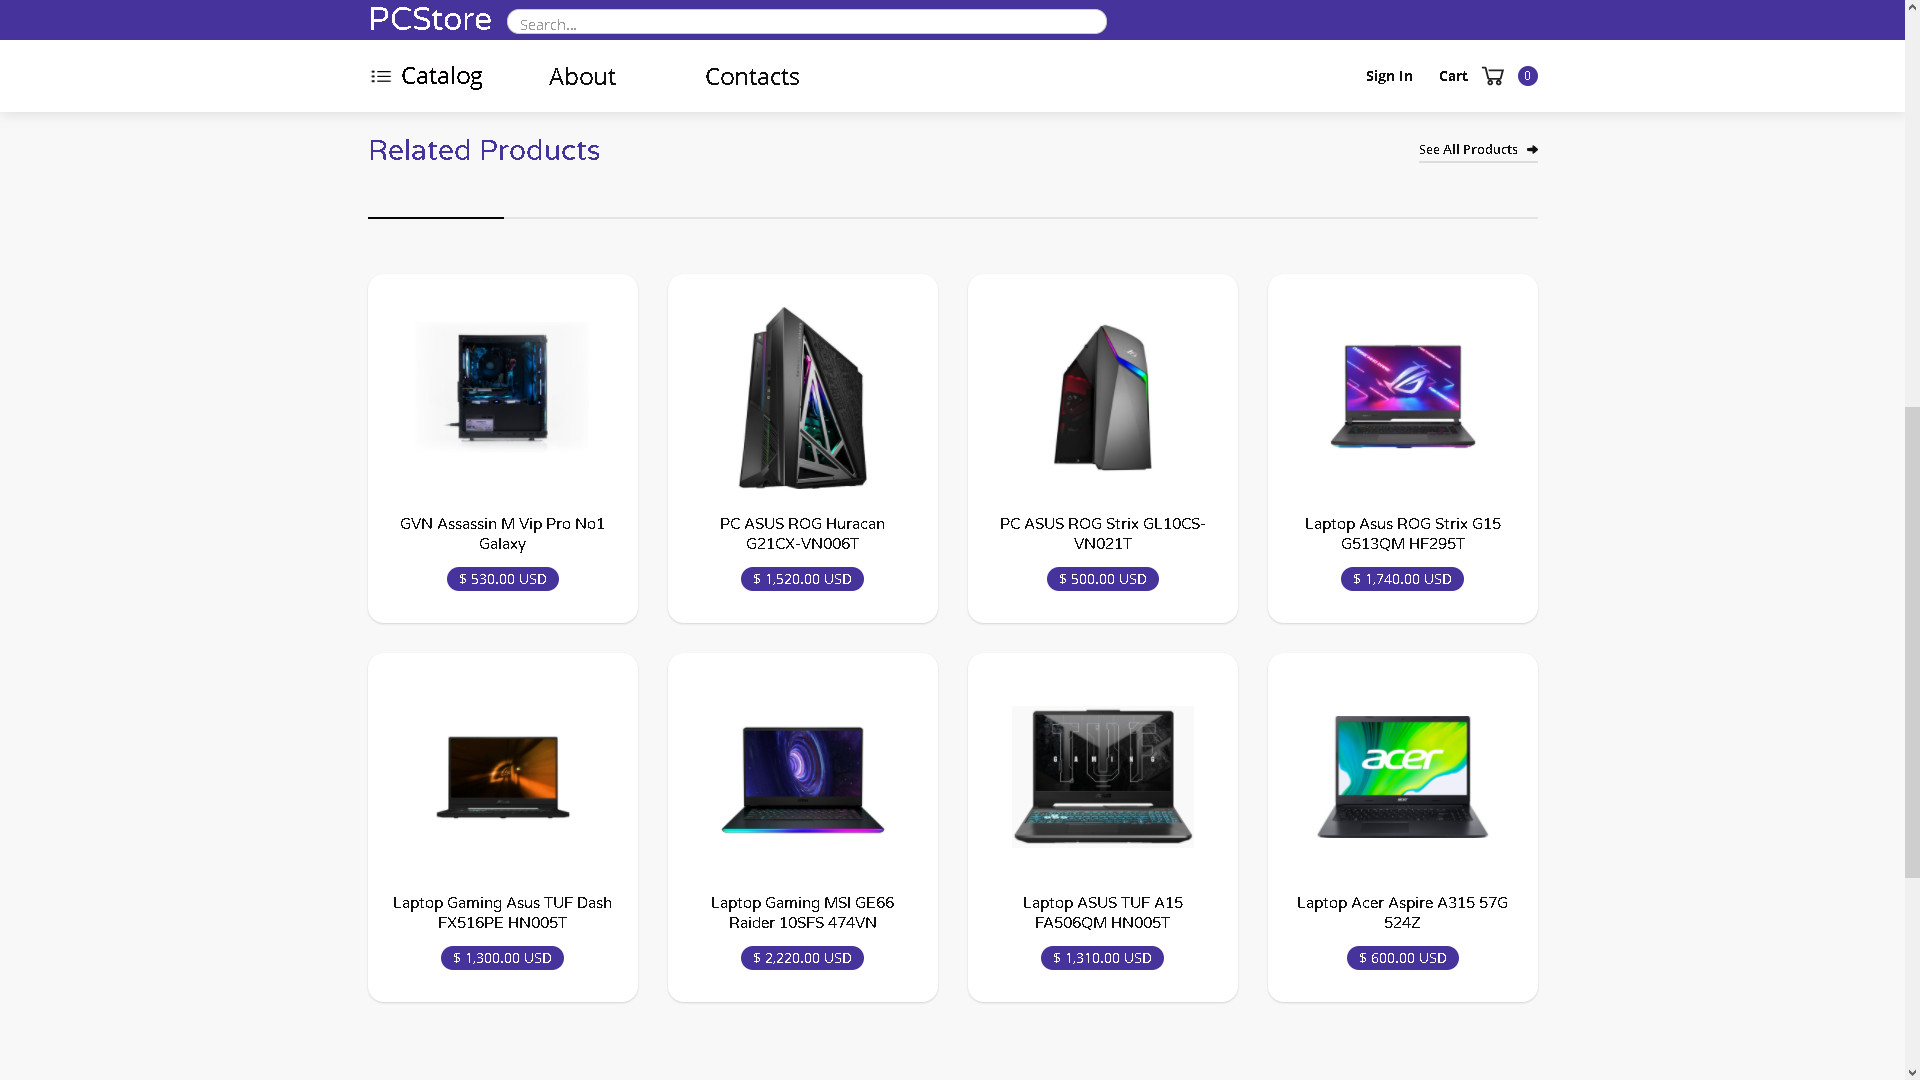 PCStore
Search...
Catalog
About
Contacts
Sign In
Cart
0
Related Products
See All Products
GVN Assassin M Vip Pro No1
Galaxy
$ 530.00 USD
PC ASUS ROG Huracan
G21CX-VN006T
$ 1,520.00 USD
PC ASUS ROG Strix GL10CS-
VN021T
$ 500.00 USD
Laptop Asus ROG Strix G15
G513QM HF295T
$ 1,740.00 USD
TUF
GAMING
acer
Laptop Gaming Asus TUF Dash
FX516PE HN005T
$ 1,300.00 USD
Laptop Gaming MSI GE66
Raider 10SFS 474VN
$ 2,220.00 USD
Laptop ASUS TUF A15
FA506QM HN005T
$ 1,310.00 USD
Laptop Acer Aspire A315 57G
524Z
$ 600.00 USD